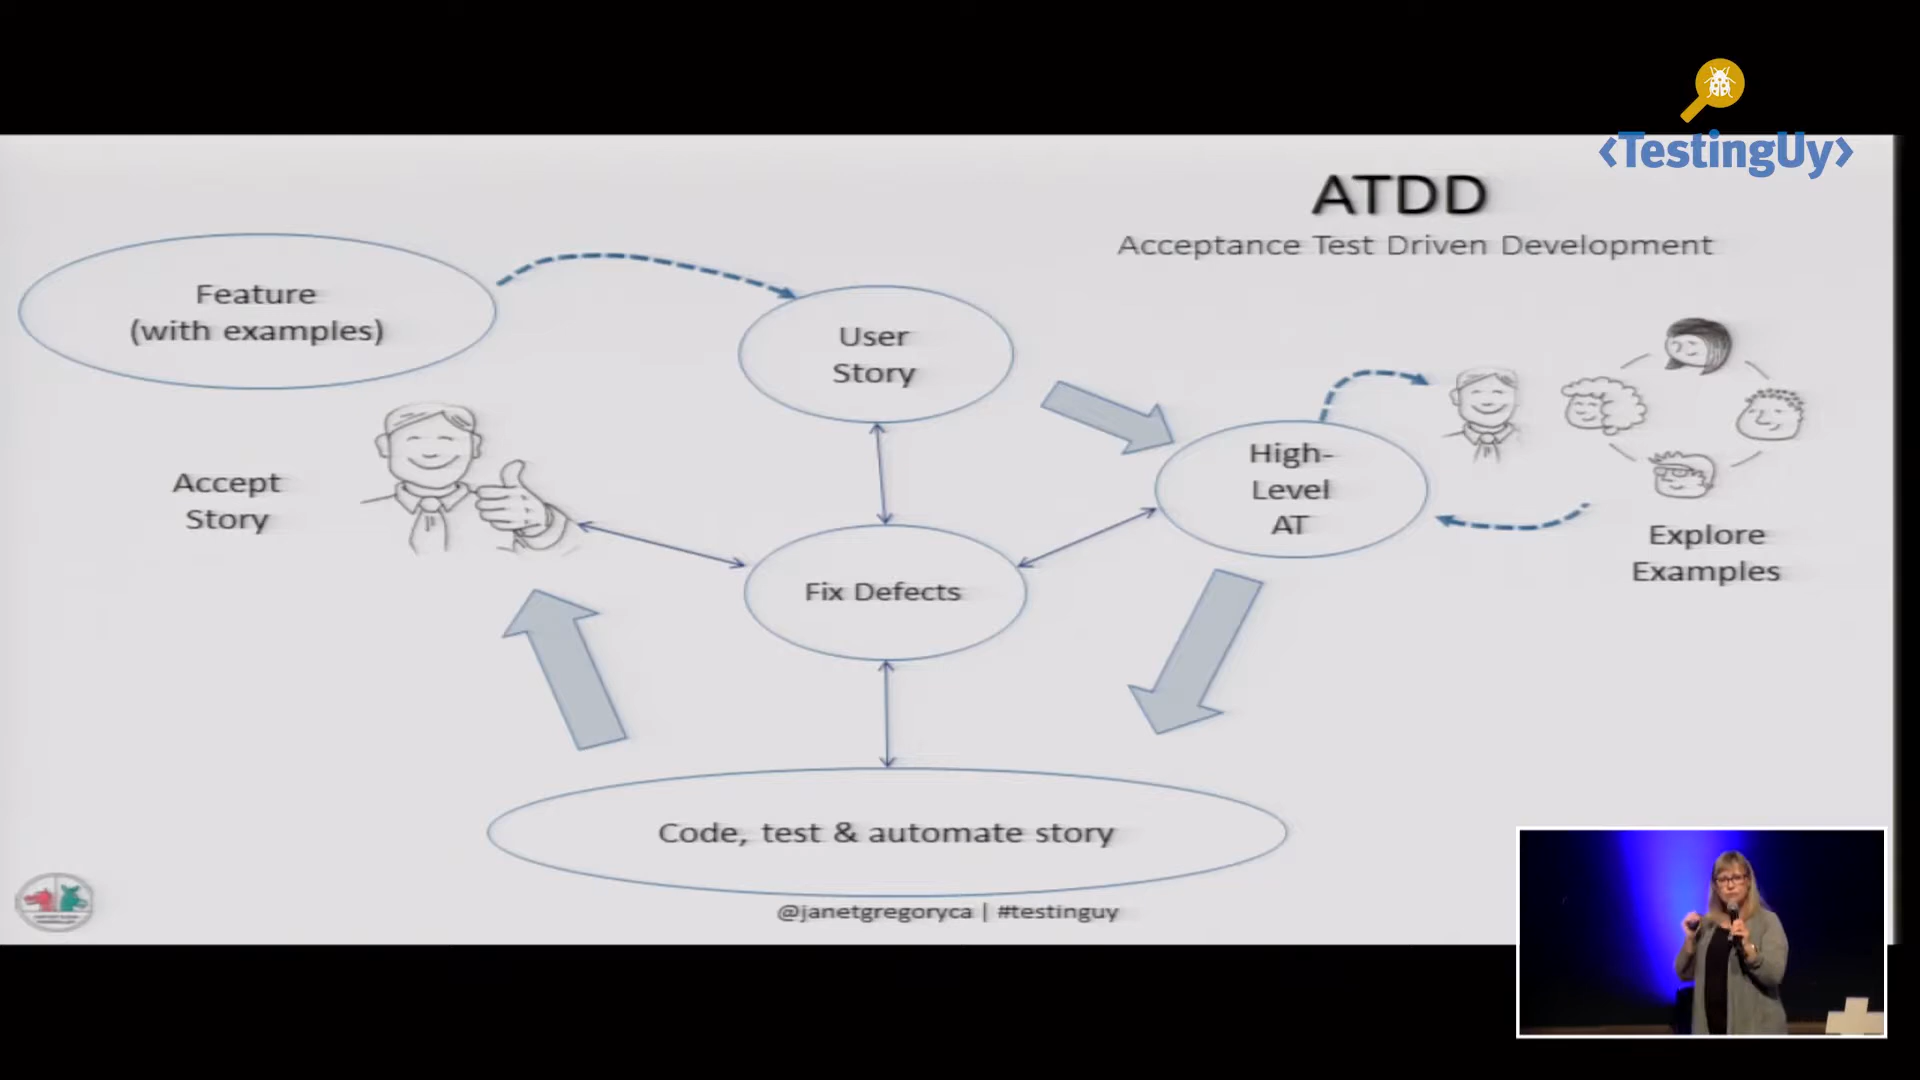 <TestingUy>
ATDD
Acceptance Test Driven Development
Feature
(with examples)
User
Story
High-
Level
AT
Accept
Story
Explore
Examples
Fix Defects
Code, test & automate story
@janetgregoryca | #testinguy